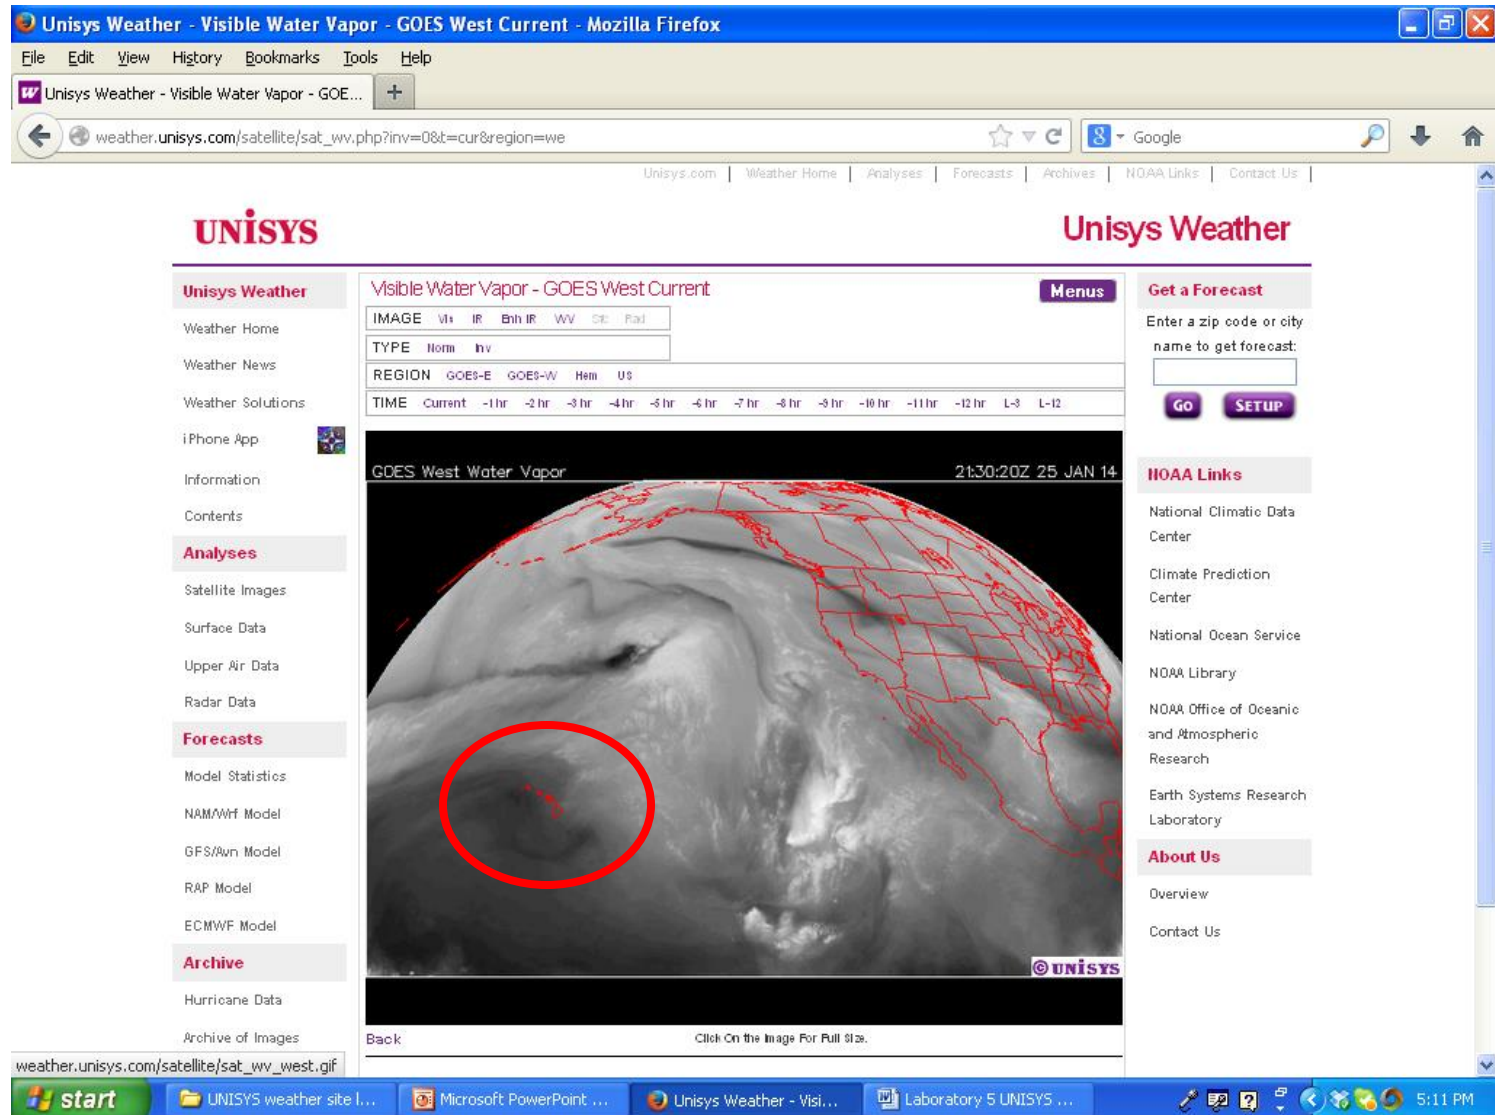 Unisys Weather - Visible Water Vapor - GOES West Current - Mozilla Firefox
File Edit View History Bookmarks Tools Help
Unisys Weather - Visible Water Vapor - GOE... +
weather.unisys.com/satellite/sat_wv.php?inv=0&t=cur&region=we
Google
Unisys.com | Weather Home | Analyses | Forecasts | Archives | NOAA Links | Contact Us |
UNISYS
Unisys Weather
Unisys Weather
Weather Home
Weather News
Weather Solutions
iPhone App
Information
Contents
Analyses
Satellite Images
Surface Data
Upper Air Data
Radar Data
Forecasts
Model Statistics
NAM/Wrf Model
GFS/Avn Model
RAP Model
ECMWF Model
Archive
Hurricane Data
Archive of Images
Visible Water Vapor - GOES West Current
Menus
IMAGE Vis IR Enh IR WV Stc Rad
TYPE Norm Inv
REGION GOES-E GOES-W Hem US
TIME Current -1 hr -2 hr -3 hr -4 hr -5 hr -6 hr -7 hr -8 hr -9 hr -10 hr -11 hr -12 hr L-3 L-12
GOES West Water Vapor 21:30:20Z 25 JAN 14
© UNISYS
Back
Click On the Image For Full Size.
Get a Forecast
Enter a zip code or city
name to get forecast:
GO SETUP
NOAA Links
National Climatic Data
Center
Climate Prediction
Center
National Ocean Service
NOAA Library
NOAA Office of Oceanic
and Atmospheric
Research
Earth Systems Research
Laboratory
About Us
Overview
Contact Us
weather.unisys.com/satellite/sat_wv_west.gif
start UNISYS weather site l... Microsoft PowerPoint ... Unisys Weather - Visi... Laboratory 5 UNISYS ... 5:11 PM